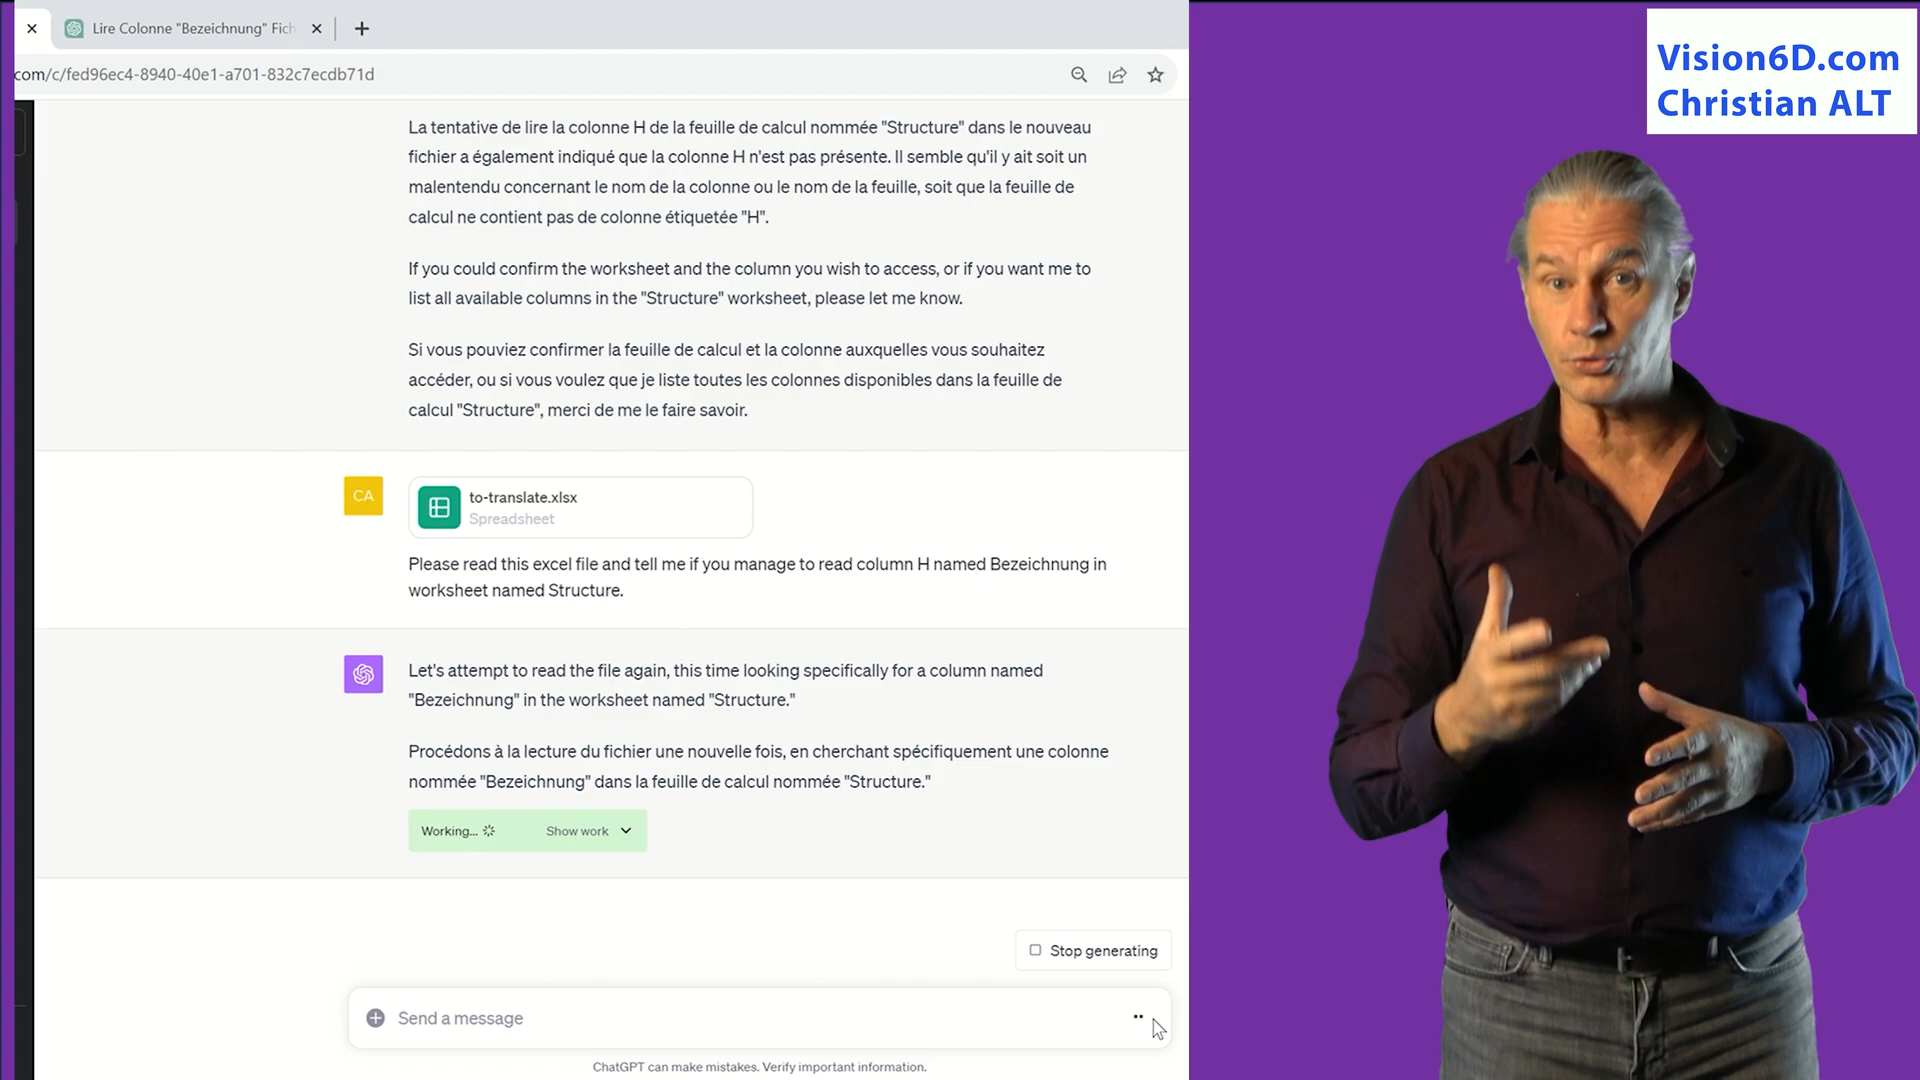 Lire Colonne "Bezeichnung" Fich
com/c/fed96ec4-8940-40e1-a701-832c7ecdb71d
Vision6D.com
Christian ALT
La tentative de lire la colonne H de la feuille de calcul nommée "Structure" dans le nouveau
fichier a également indiqué que la colonne H n'est pas présente. Il semble qu'il y ait soit un
malentendu concernant le nom de la colonne ou le nom de la feuille, soit que la feuille de
calcul ne contient pas de colonne étiquetée "H".
If you could confirm the worksheet and the column you wish to access, or if you want me to
list all available columns in the "Structure" worksheet, please let me know.
Si vous pouviez confirmer la feuille de calcul et la colonne auxquelles vous souhaitez
accéder, ou si vous voulez que je liste toutes les colonnes disponibles dans la feuille de
calcul "Structure", merci de me le faire savoir.
CA
to-translate.xlsx
Spreadsheet
Please read this excel file and tell me if you manage to read column H named Bezeichnung in
worksheet named Structure.
Let's attempt to read the file again, this time looking specifically for a column named
"Bezeichnung" in the worksheet named "Structure."
Procédons à la lecture du fichier une nouvelle fois, en cherchant spécifiquement une colonne
nommée "Bezeichnung" dans la feuille de calcul nommée "Structure."
Working... Show work
Stop generating
Send a message
ChatGPT can make mistakes. Verify important information.